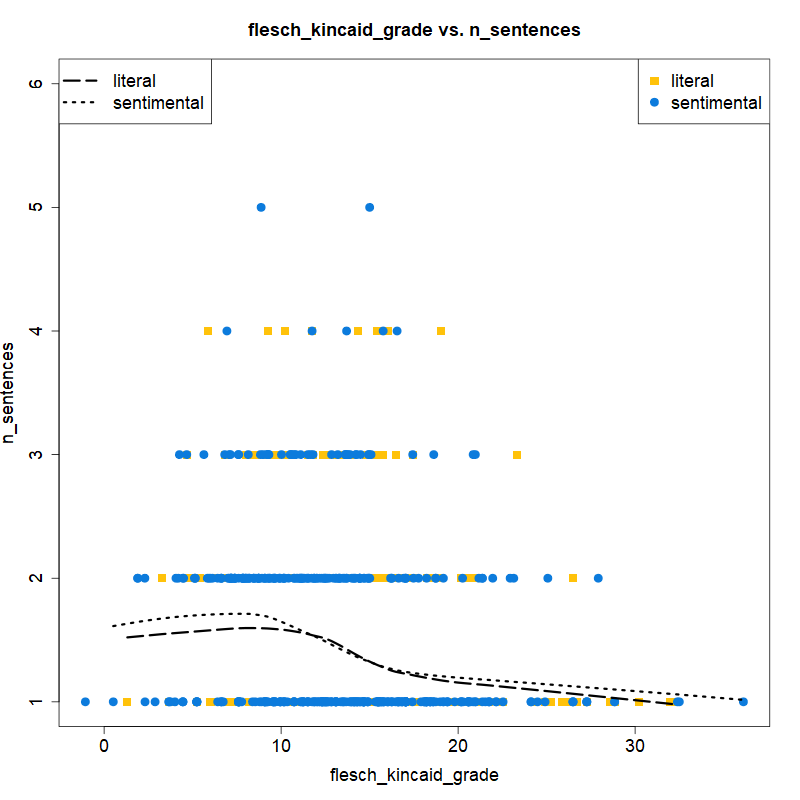 flesch_kincaid_grade vs. n_sentences
literal
sentimental
literal
sentimental
6
5
4
3
2
1
n_sentences
0 10 20 30
flesch_kincaid_grade